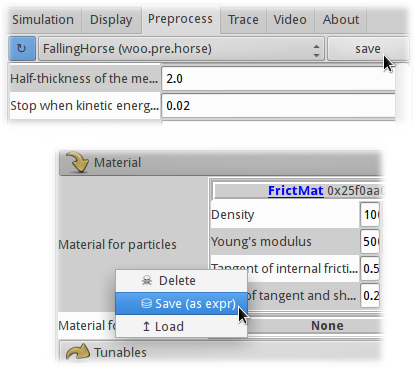 Simulation Display Preprocess Trace Video About
FallingHorse (woo.pre.horse) save
Half-thickness of the me... 2.0
Stop when kinetic energ... 0.02
Material
FrictMat 0x25f0aa
Density 10
Material for particles
Young's modulus 50
Tangent of internal fricti... 0.5
of tangent and sh... 0.2
Delete
Save (as expr)
Load
Material fo
None
Tunables